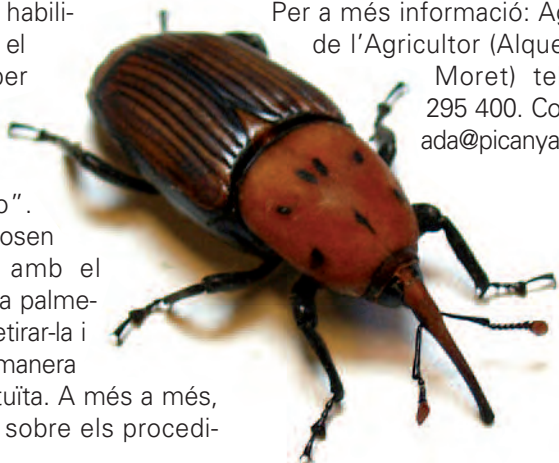 habili-
el
per
o”.
osen
amb el
a palme-
etirar-la i
manera
tuïta. A més a més,
sobre els procedi-
Per a més informació: Ag
de l’Agricultor (Alque
Moret) te
295 400. Co
ada@picanya